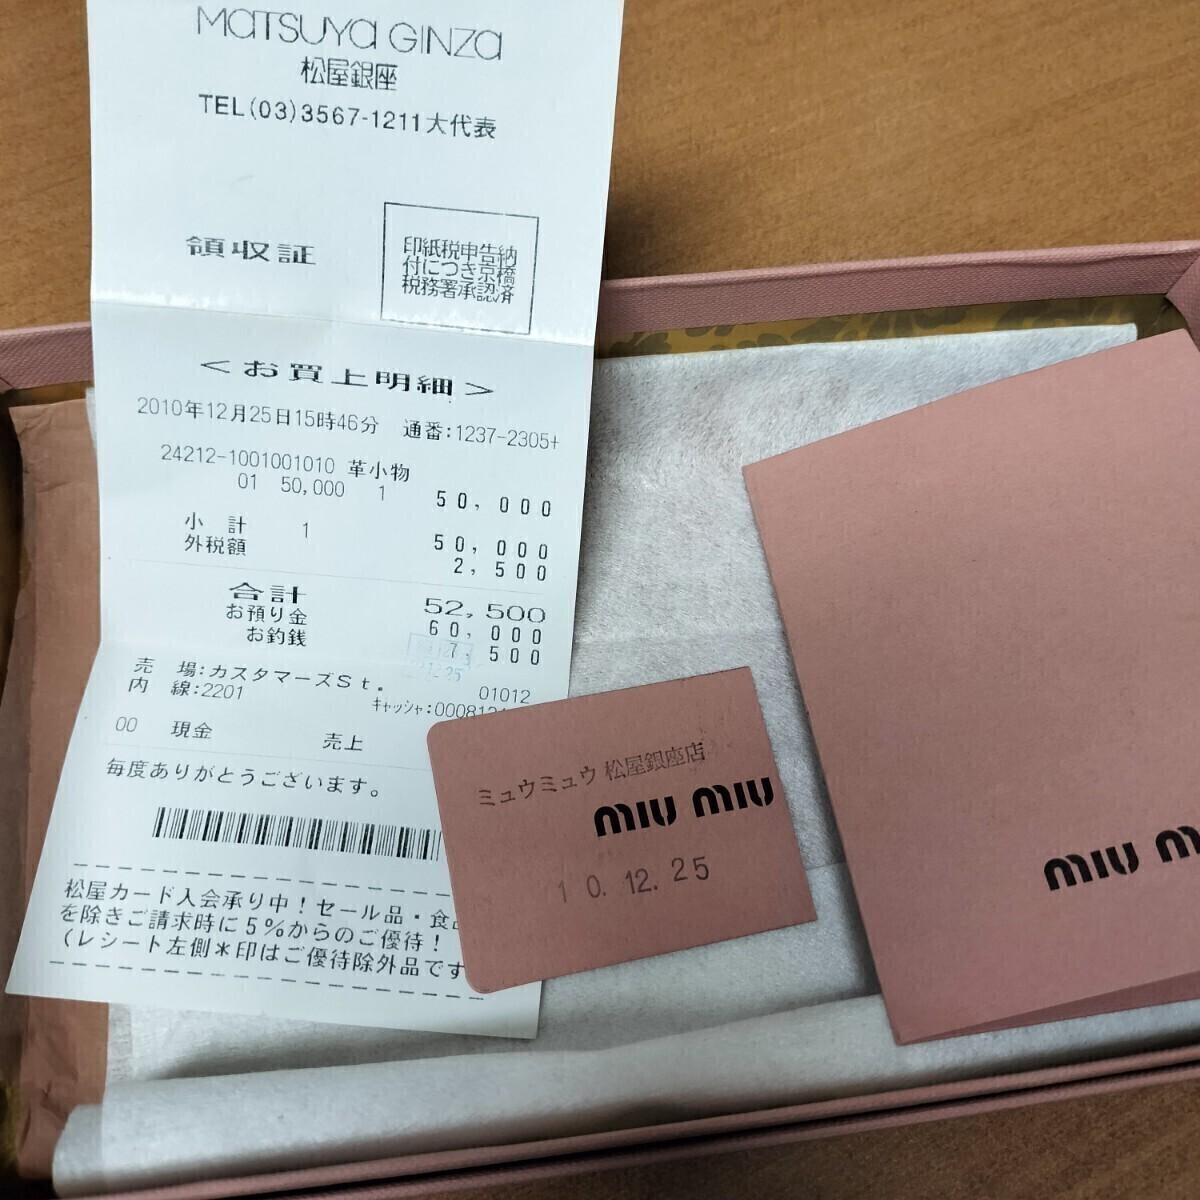 MATSUYA GINZA
松屋銀座
TEL(03)3567-1211大代表
領収証
印紙税申告納
付につき京橋
税務署承認済
＜お買上明細＞
2010年12月25日15時46分 通番:1237-2305+
24212-1001001010 革小物
01 50,000 1 50,000
小 計 1 50,000
外税額 2,500
合計 52,500
お預り金 60,000
お釣銭 7,500
売 場:カスタマーズSt. 01012
内 線:2201 ｷｬｯｼｬ:000812
00 現金 売上
毎度ありがとうございます。
松屋カード入会承り中！セール品・食品
を除きご請求時に5%からのご優待！
(レシート左側＊印はご優待除外品です
ミュウミュウ 松屋銀座店
miu miu
10.12.25
miu m